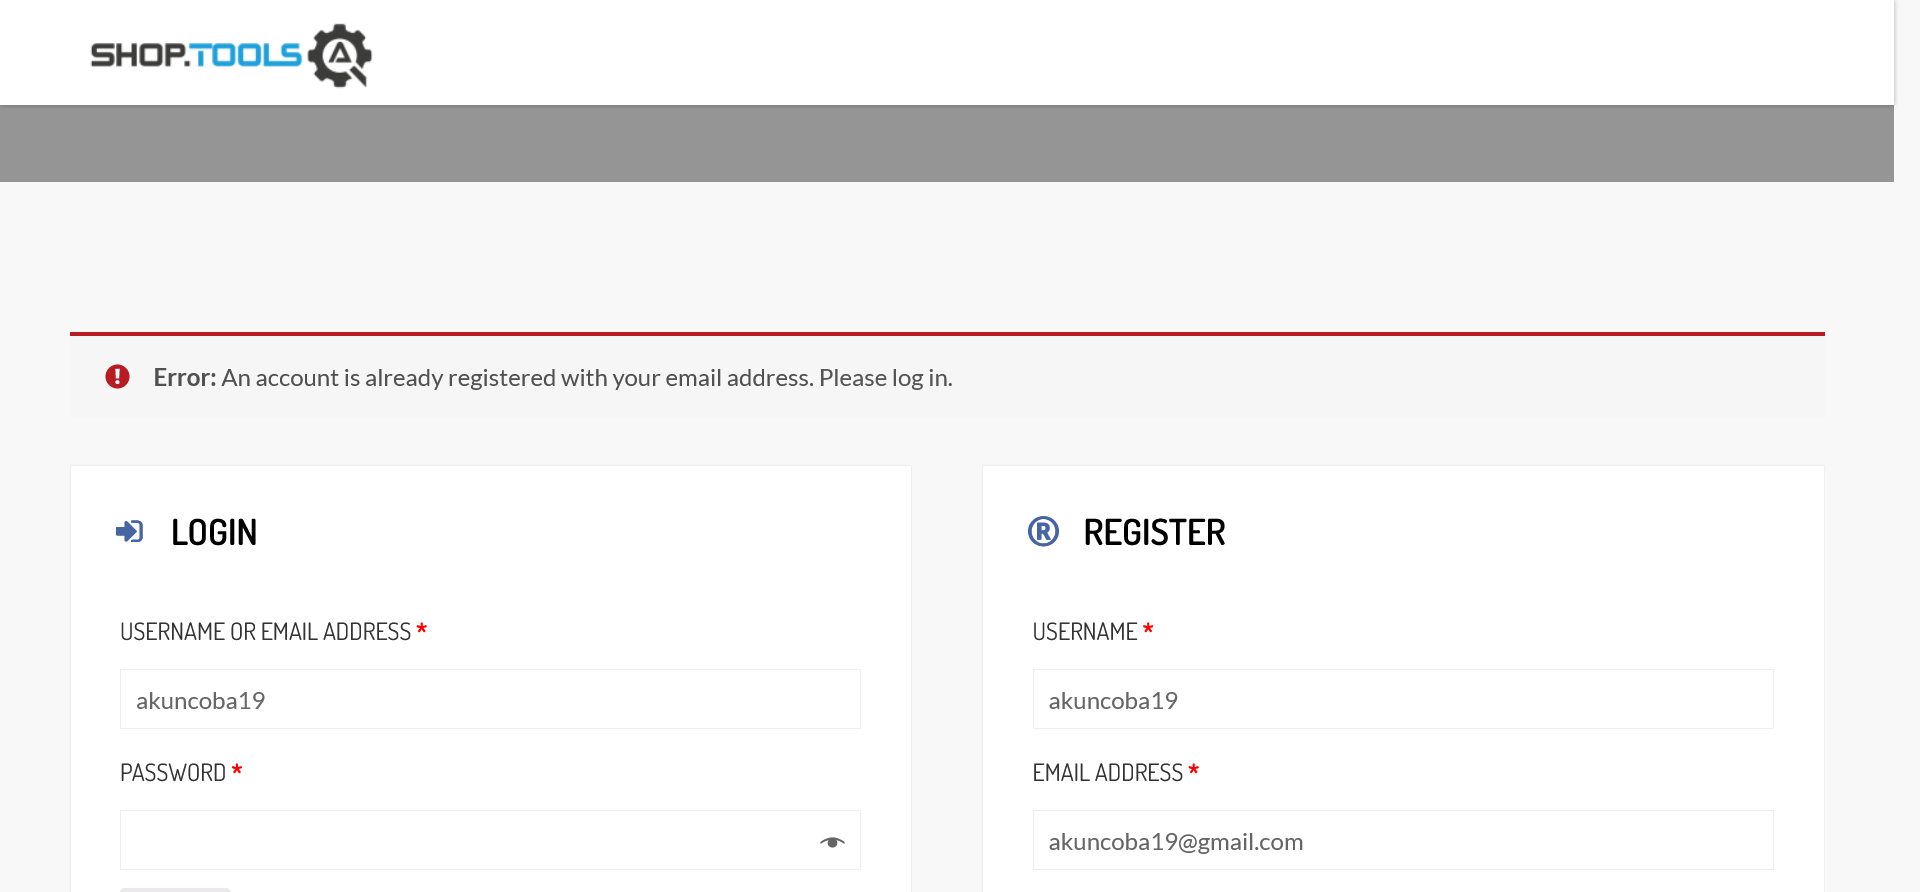 SHOP.TOOLS
Error: An account is already registered with your email address. Please log in.
LOGIN
USERNAME OR EMAIL ADDRESS *
akuncoba19
PASSWORD *
REGISTER
USERNAME *
akuncoba19
EMAIL ADDRESS *
akuncoba19@gmail.com